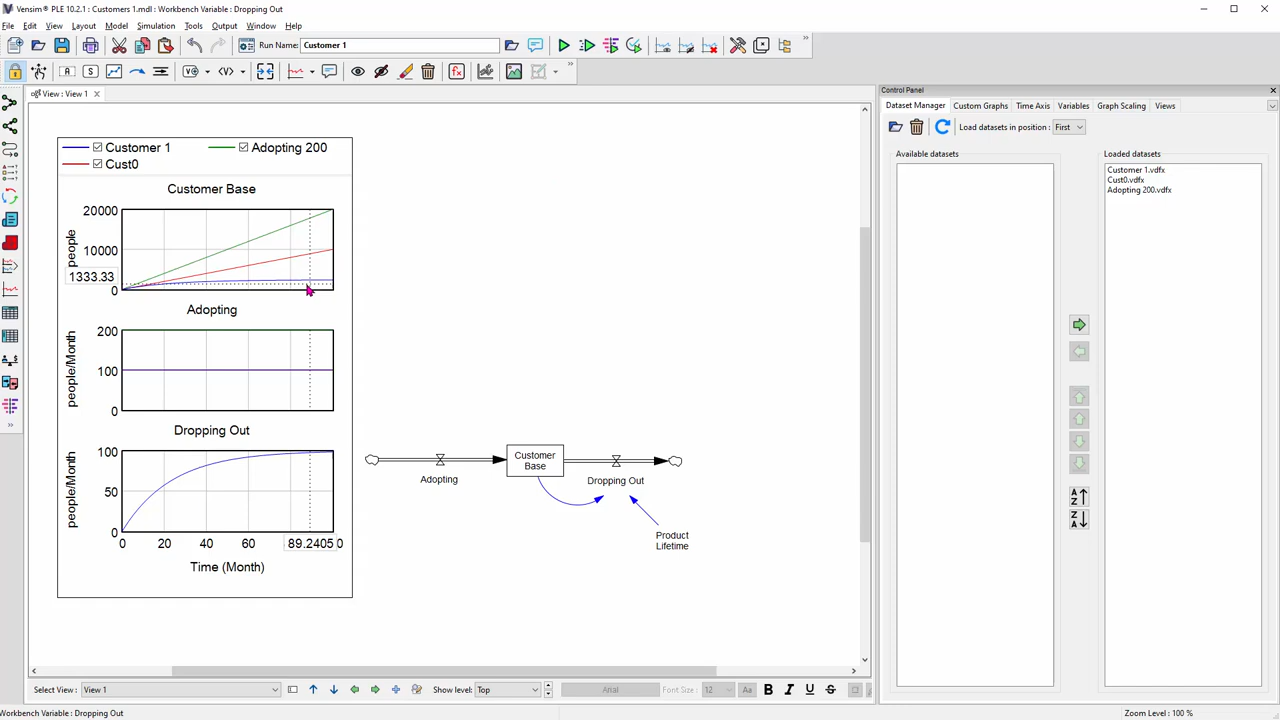 Vensim® PLE 10.2.1 : Customers 1.mdl : Workbench Variable : Dropping Out
File Edit View Layout Model Simulation Tools Output Window Help
Run Name: Customer 1
View : View 1
Customer 1 Adopting 200
Cust0
Customer Base
people
20000
10000
1333.33
0
Adopting
people/Month
200
100
0
Dropping Out
people/Month
100
50
0
0 20 40 60 89.2405 0
Time (Month)
Adopting
Customer
Base
Dropping Out
Product
Lifetime
Control Panel
Dataset Manager Custom Graphs Time Axis Variables Graph Scaling Views
Load datasets in position : First
Available datasets Loaded datasets
Customer 1.vdfx
Cust0.vdfx
Adopting 200.vdfx
A
Z
Z
A
Select View : View 1 Show level: Top Arial Font Size : 12 Aa B I U S
Workbench Variable : Dropping Out Zoom Level : 100 %